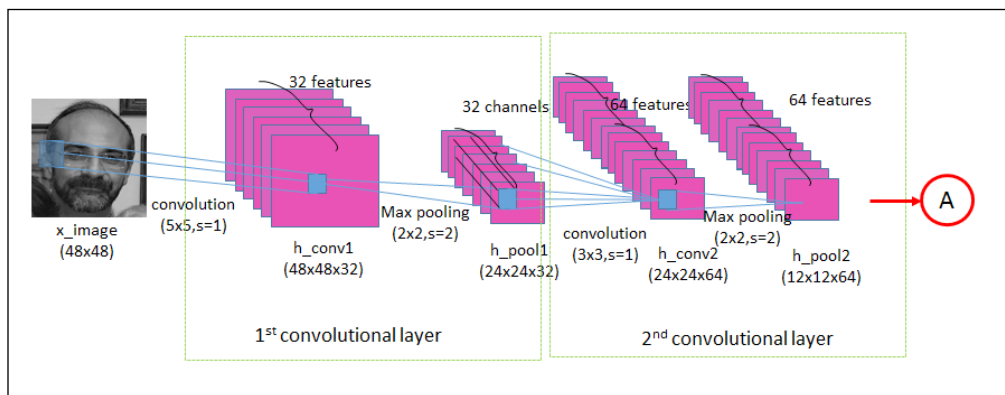 32 features
32 channels
64 features
64 features
convolution
(5x5,s=1)
x_image
(48x48)
h_conv1
(48x48x32)
Max pooling
(2x2,s=2)
h_pool1
(24x24x32)
convolution
(3x3,s=1)
h_conv2
(24x24x64)
Max pooling
(2x2,s=2)
h_pool2
(12x12x64)
A
1st convolutional layer
2nd convolutional layer